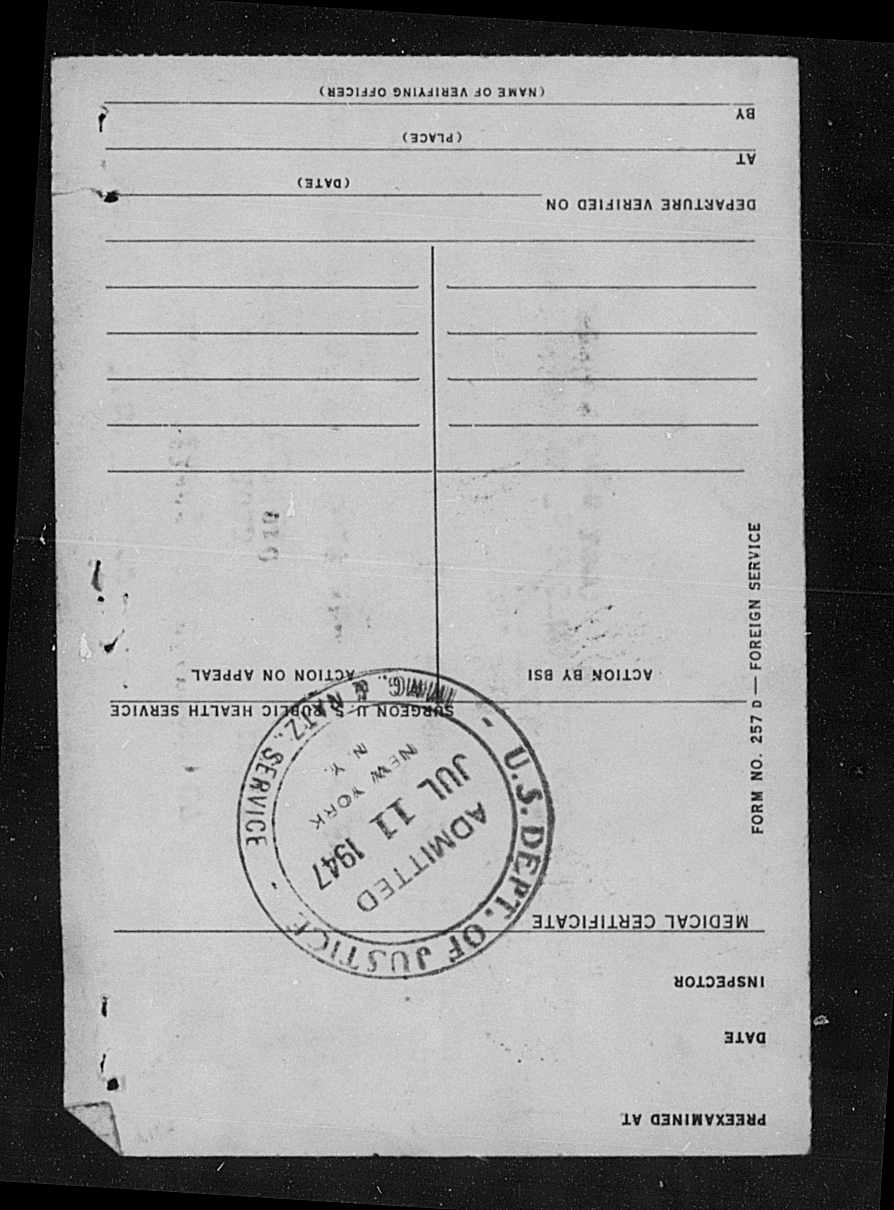 PREEXAMINED AT
DATE
INSPECTOR
MEDICAL CERTIFICATE
U.S. DEPT. OF JUSTICE - IMMIG. & NATZ. SERVICE -
ADMITTED
JUL 11 1947
NEW YORK
N. Y.
SURGEON U. S. PUBLIC HEALTH SERVICE
ACTION BY BSI
ACTION ON APPEAL
DEPARTURE VERIFIED ON
(DATE)
AT
(PLACE)
BY
(NAME OF VERIFYING OFFICER)
FORM NO. 257 D — FOREIGN SERVICE